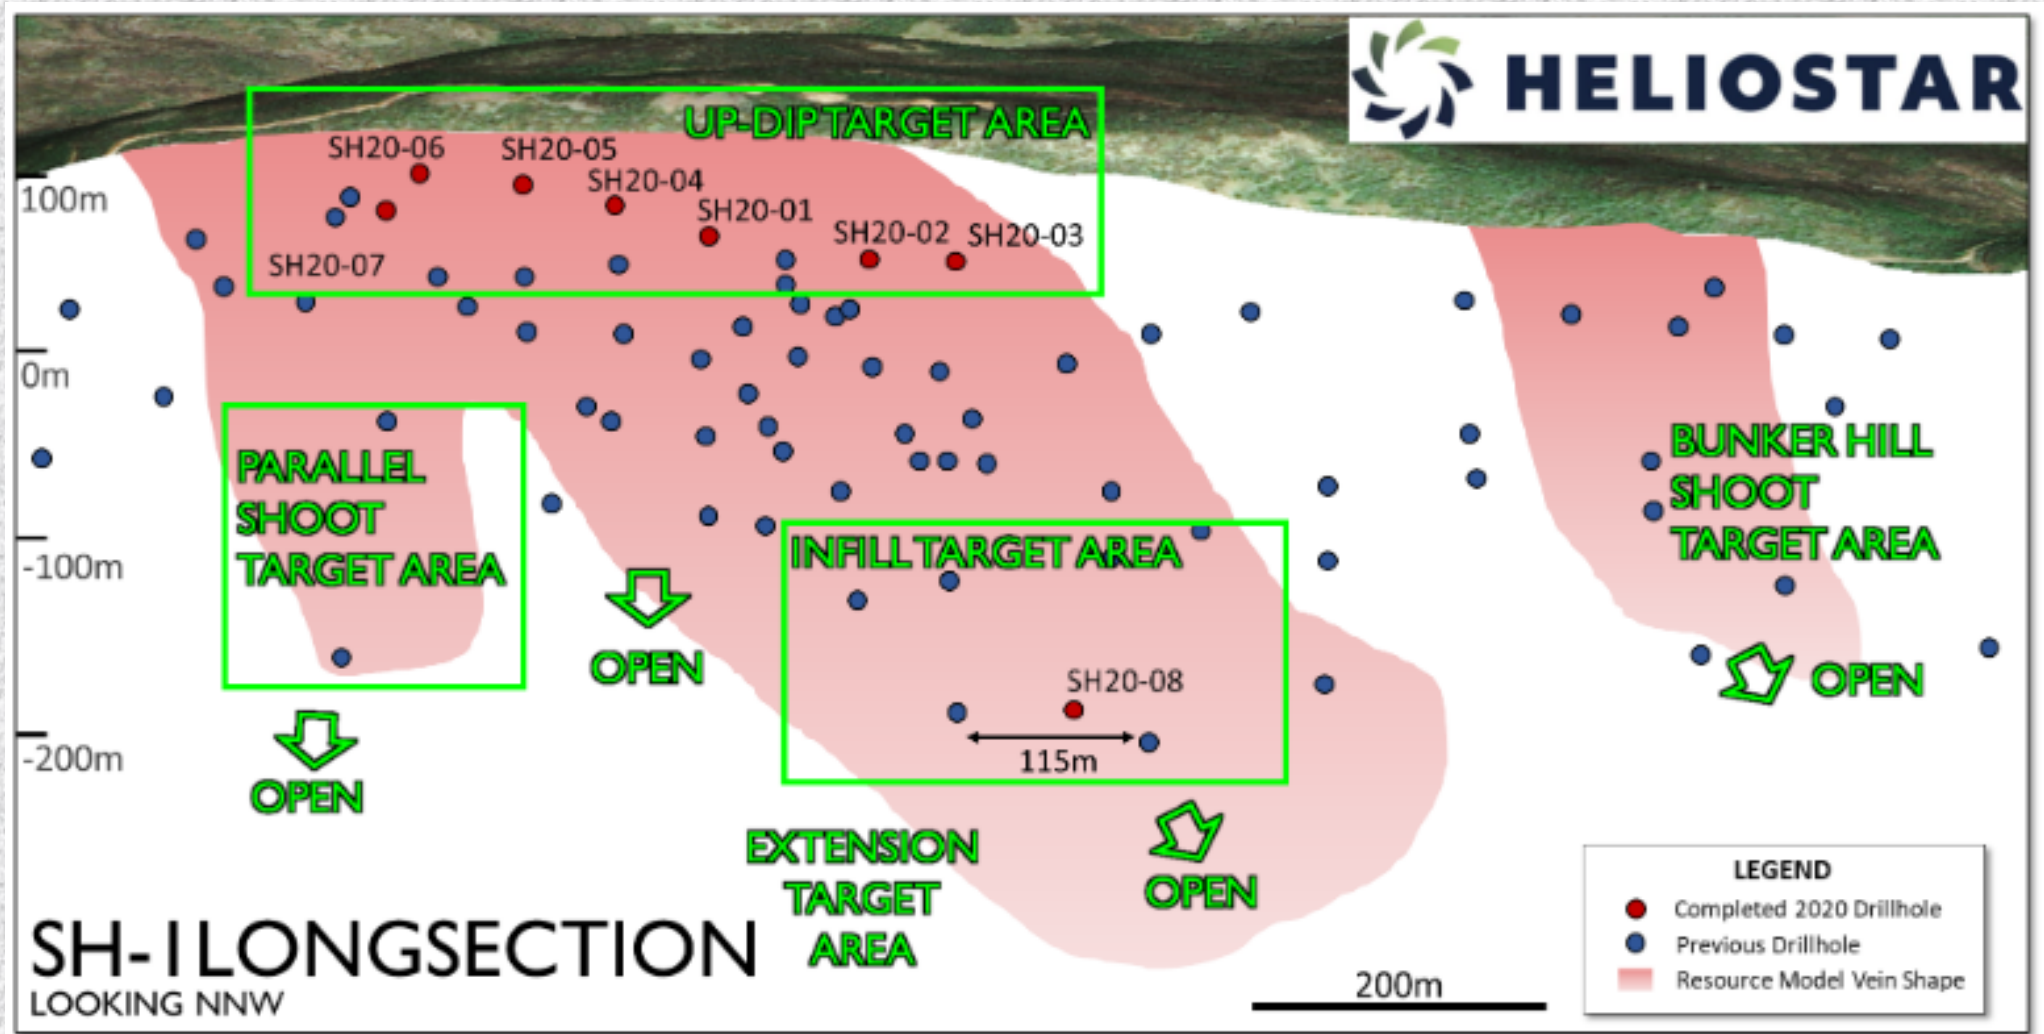 HELIOSTAR
UP-DIP TARGET AREA
SH20-06
SH20-05
SH20-04
SH20-01
SH20-02
SH20-03
SH20-07
100m
0m
-100m
-200m
PARALLEL
SHOOT
TARGET AREA
OPEN
OPEN
INFILL TARGET AREA
SH20-08
115m
EXTENSION
TARGET
AREA
OPEN
BUNKER HILL
SHOOT
TARGET AREA
OPEN
SH-1 LONGSECTION
LOOKING NNW
200m
LEGEND
Completed 2020 Drillhole
Previous Drillhole
Resource Model Vein Shape